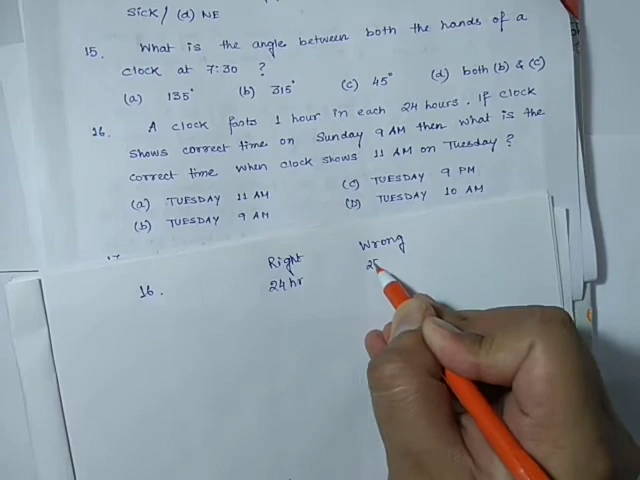 Sick / (d) NE
15. What is the angle between both the hands of a
clock at 7:30 ?
(a) 135° (b) 315° (c) 45° (d) both (b) & (c)
16. A clock fasts 1 hour in each 24 hours. If clock
shows correct time on Sunday 9 AM then what is the
correct time when clock shows 11 AM on Tuesday ?
(a) TUESDAY 11 AM (c) TUESDAY 9 PM
(b) TUESDAY 9 AM (D) TUESDAY 10 AM
17
Right Wrong
16. 24 hr 25